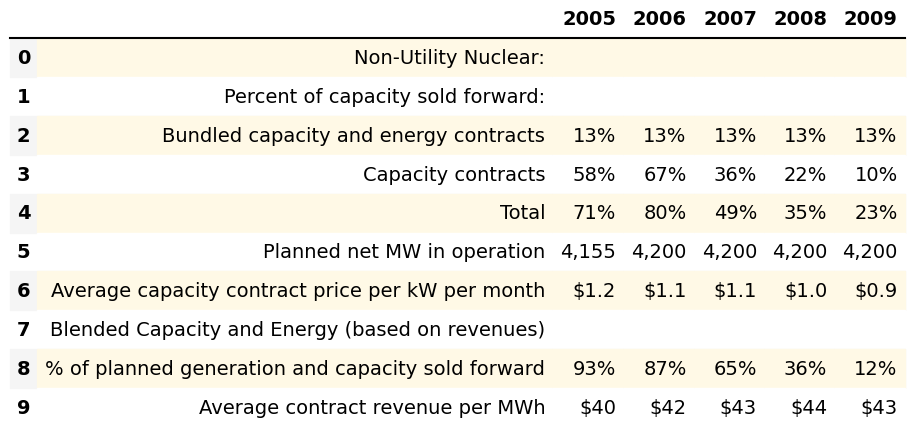 2005 2006 2007 2008 2009
0 Non-Utility Nuclear:
1 Percent of capacity sold forward:
2 Bundled capacity and energy contracts 13% 13% 13% 13% 13%
3 Capacity contracts 58% 67% 36% 22% 10%
4 Total 71% 80% 49% 35% 23%
5 Planned net MW in operation 4,155 4,200 4,200 4,200 4,200
6 Average capacity contract price per kW per month $1.2 $1.1 $1.1 $1.0 $0.9
7 Blended Capacity and Energy (based on revenues)
8 % of planned generation and capacity sold forward 93% 87% 65% 36% 12%
9 Average contract revenue per MWh $40 $42 $43 $44 $43